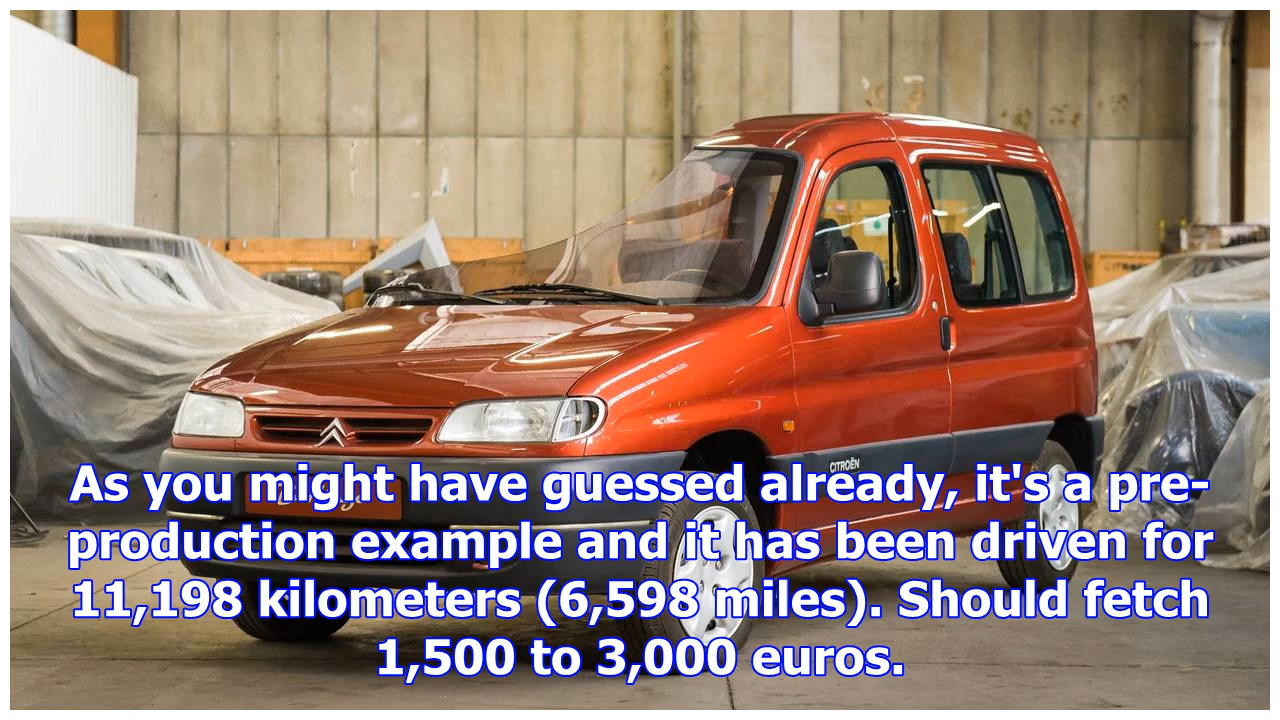 CITROËN
As you might have guessed already, it's a pre-
production example and it has been driven for
11,198 kilometers (6,598 miles). Should fetch
1,500 to 3,000 euros.